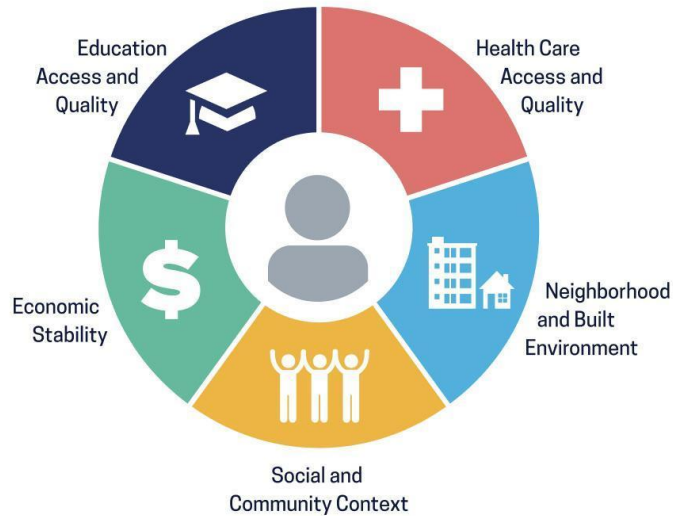 Education
Access and
Quality
Health Care
Access and
Quality
Economic
Stability
Neighborhood
and Built
Environment
Social and
Community Context